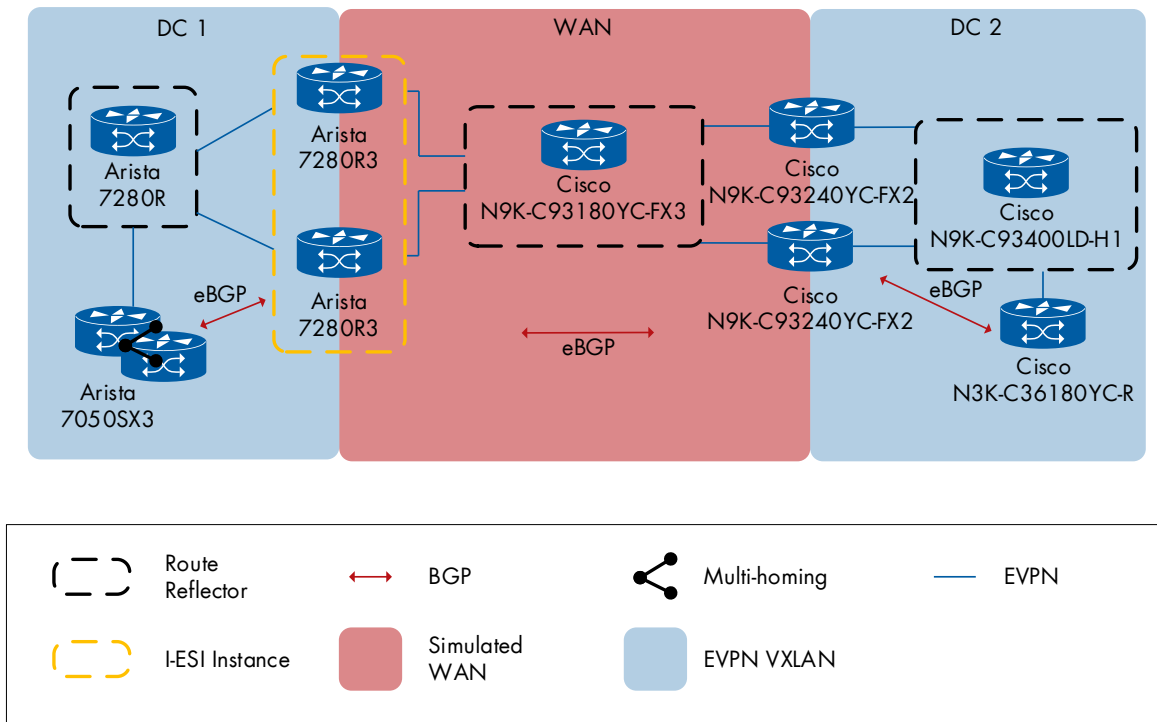 DC 1
WAN
DC 2
Arista
7280R3
Arista
7280R
Cisco
N9K-C93180YC-FX3
Cisco
N9K-C93240YC-FX2
Cisco
N9K-C93400LD-H1
eBGP
Arista
7280R3
eBGP
Cisco
N9K-C93240YC-FX2
eBGP
Arista
7050SX3
Cisco
N3K-C36180YC-R
Route
Reflector
BGP
Multi-homing
EVPN
I-ESI Instance
Simulated
WAN
EVPN VXLAN